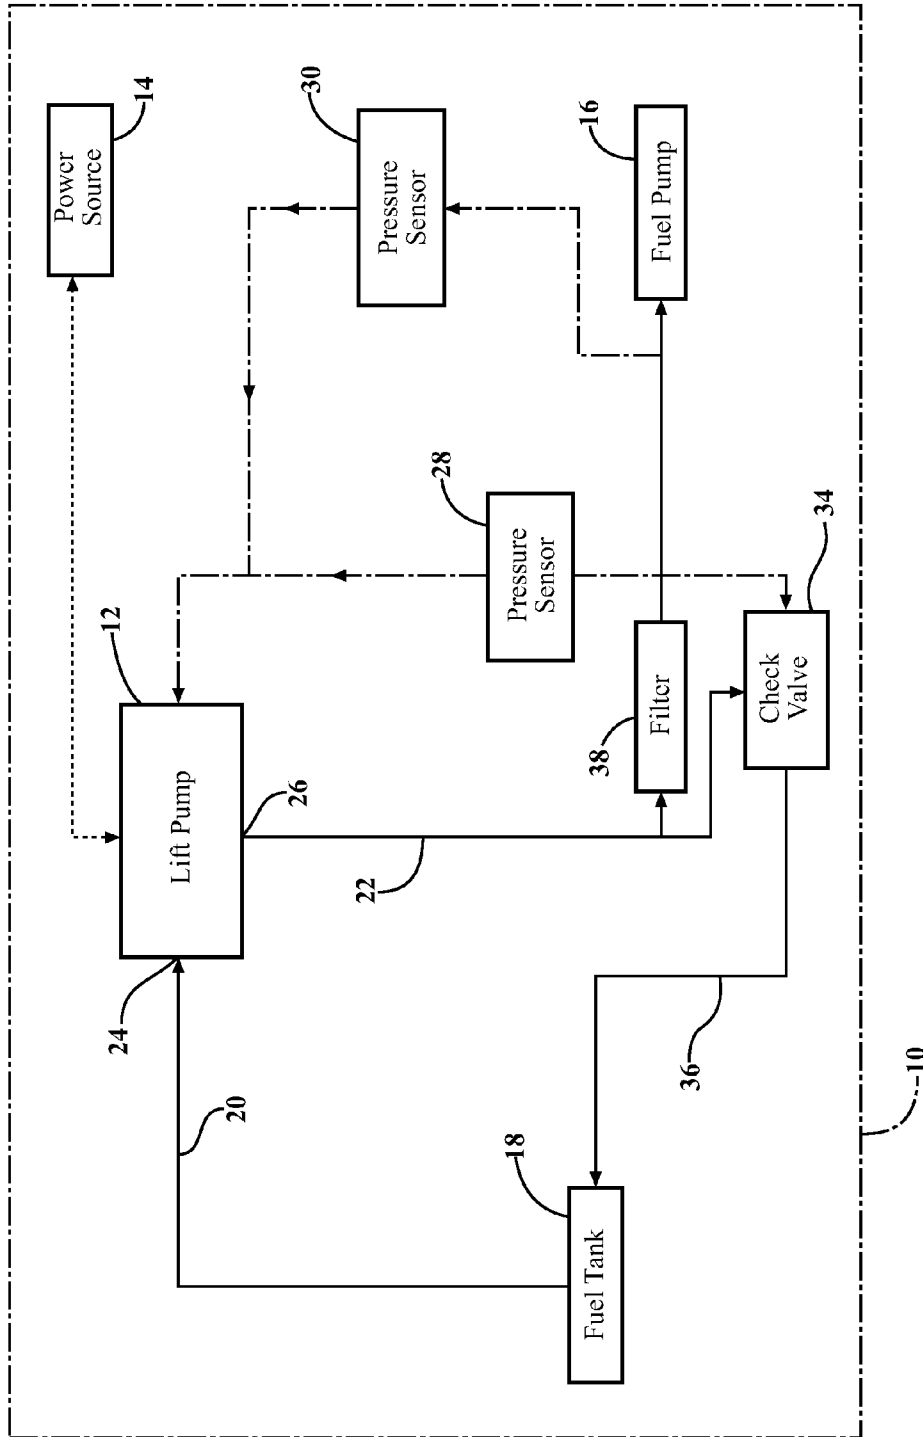 Power
Source
14
30
Pressure
Sensor
16
Fuel Pump
28
Pressure
Sensor
34
Check
Valve
12
Lift Pump
26
24
22
38
Filter
20
18
Fuel Tank
36
10